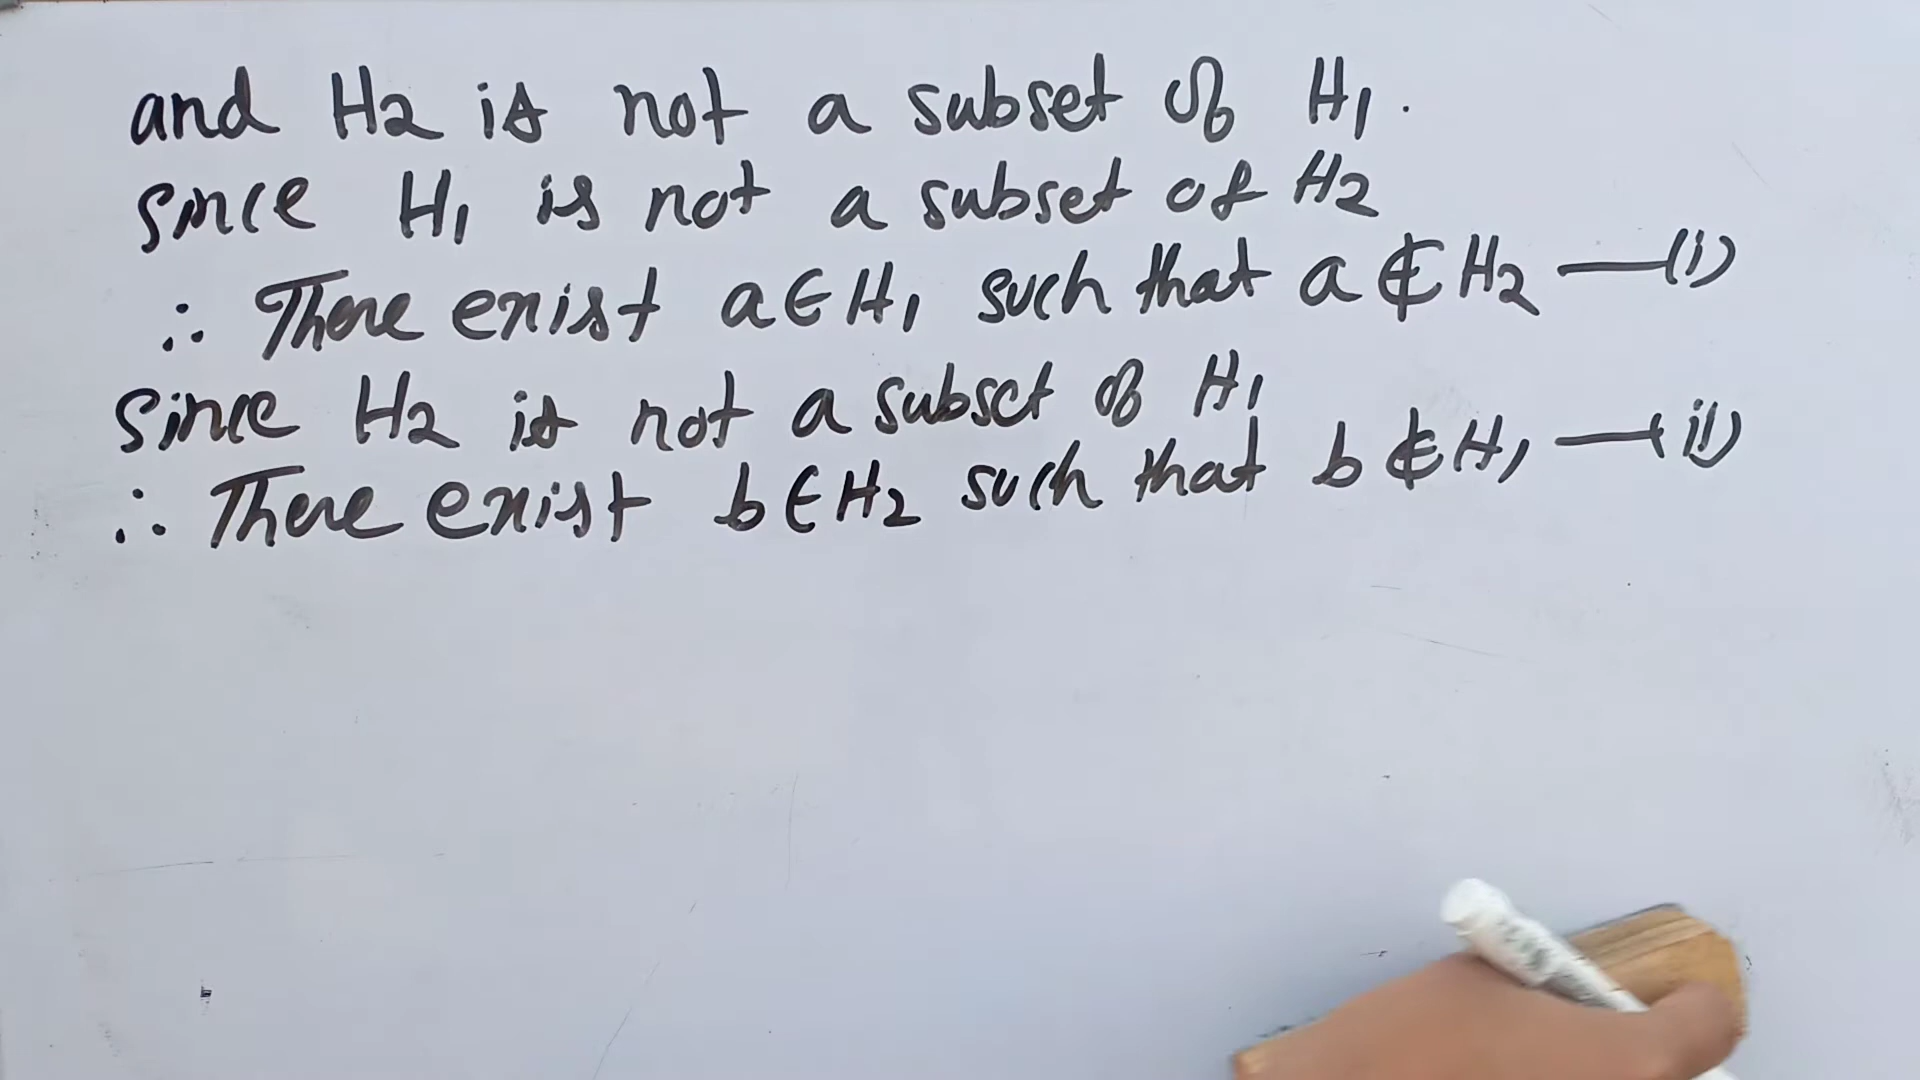 and H2 is not a subset of H1.
since H1 is not a subset of H2
∴ There exist a∈H1 such that a∉H2 —(i)
Since H2 is not a subset of H1
∴ There exist b∈H2 such that b∉H1 —(ii)